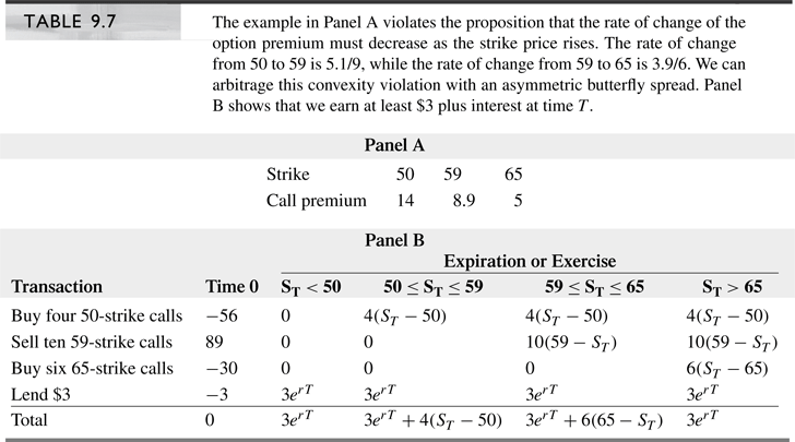 TABLE 9.7
The example in Panel A violates the proposition that the rate of change of the
option premium must decrease as the strike price rises. The rate of change
from 50 to 59 is 5.1/9, while the rate of change from 59 to 65 is 3.9/6. We can
arbitrage this convexity violation with an asymmetric butterfly spread. Panel
B shows that we earn at least $3 plus interest at time T.
Panel A
Strike 50 59 65
Call premium 14 8.9 5
Panel B
Expiration or Exercise
Transaction Time 0 S_T < 50 50 ≤ S_T ≤ 59 59 ≤ S_T ≤ 65 S_T > 65
Buy four 50-strike calls −56 0 4(S_T − 50) 4(S_T − 50) 4(S_T − 50)
Sell ten 59-strike calls 89 0 0 10(59 − S_T) 10(59 − S_T)
Buy six 65-strike calls −30 0 0 0 6(S_T − 65)
Lend $3 −3 3e^{rT} 3e^{rT} 3e^{rT} 3e^{rT}
Total 0 3e^{rT} 3e^{rT} + 4(S_T − 50) 3e^{rT} + 6(65 − S_T) 3e^{rT}